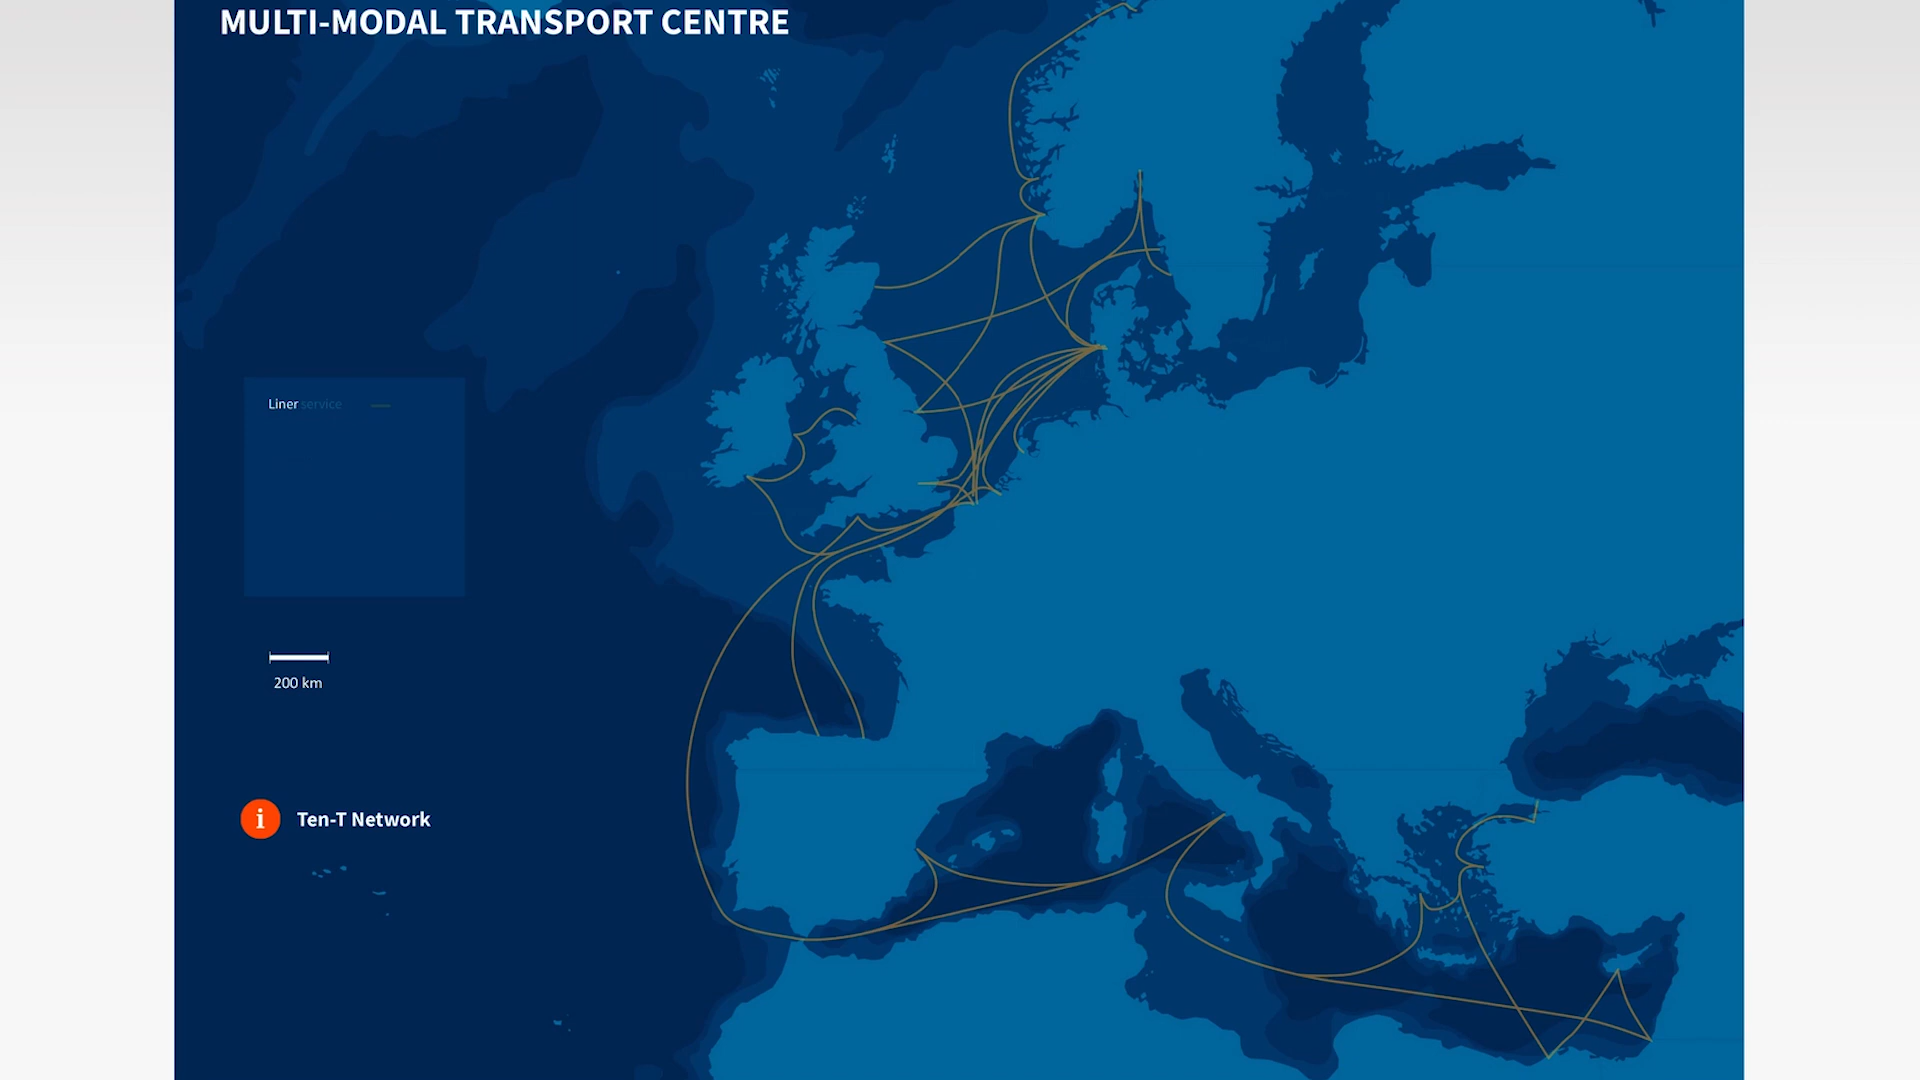 MULTI-MODAL TRANSPORT CENTRE
Liner service
200 km
i Ten-T Network